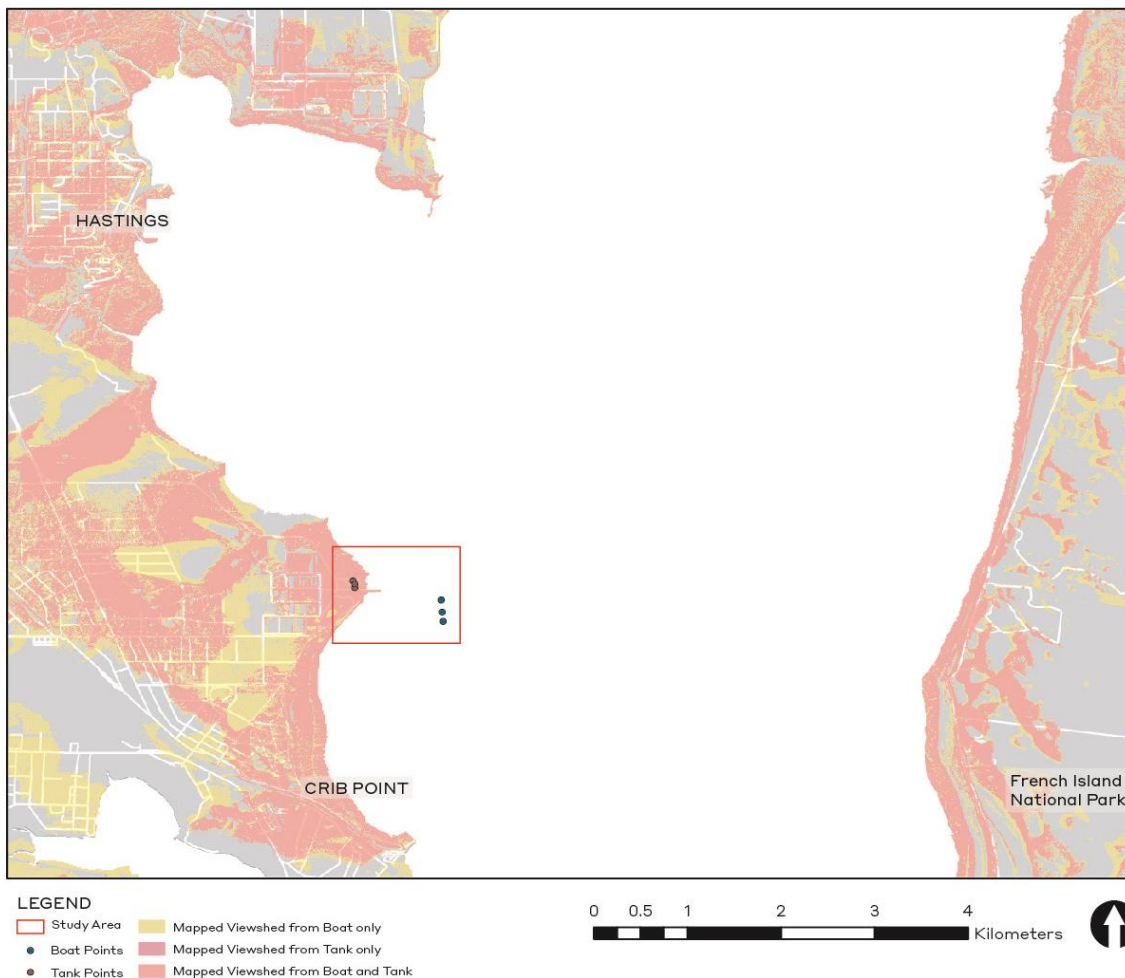 HASTINGS
CRIB POINT
French Island
National Park
LEGEND
Study Area
Boat Points
Tank Points
Mapped Viewshed from Boat only
Mapped Viewshed from Tank only
Mapped Viewshed from Boat and Tank
0 0.5 1 2 3 4
Kilometers